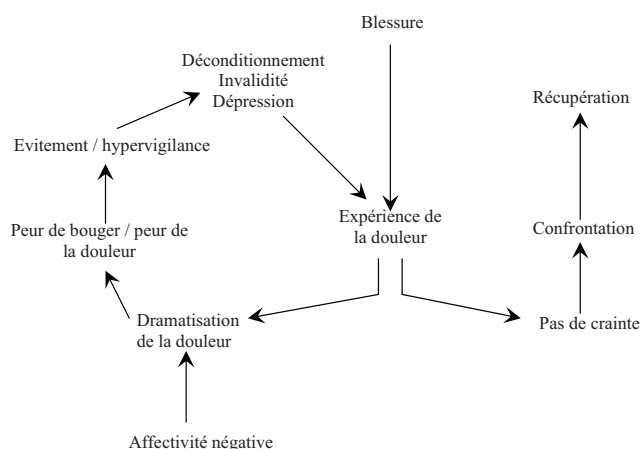 Blessure
Déconditionnement
Invalidité
Dépression
Récupération
Evitement / hypervigilance
Expérience de
la douleur
Peur de bouger / peur de
la douleur
Confrontation
Dramatisation
de la douleur
Pas de crainte
Affectivité négative